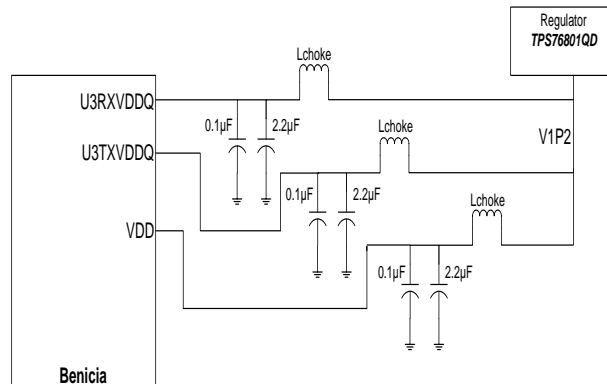 Regulator
TPS76801QD
Lchoke
U3RXVDDQ
0.1µF
2.2µF
Lchoke
V1P2
U3TXVDDQ
0.1µF
2.2µF
Lchoke
VDD
0.1µF
2.2µF
Benicia